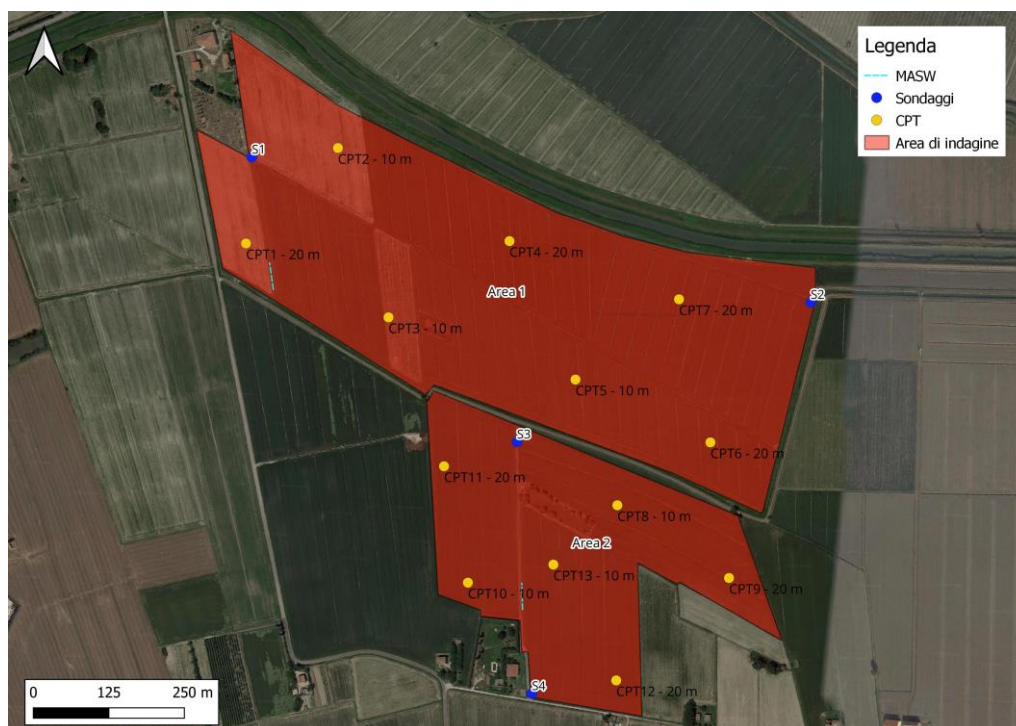 Legenda
MASW
Sondaggi
CPT
Area di indagine
S1
CPT2 - 10 m
CPT1 - 20 m
CPT4 - 20 m
Area 1
S2
CPT7 - 20 m
CPT3 - 10 m
CPT5 - 10 m
S3
CPT6 - 20 m
CPT11 - 20 m
CPT8 - 10 m
Area 2
CPT13 - 10 m
CPT9 - 20 m
CPT10 - 10 m
S4
CPT12 - 20 m
0 125 250 m